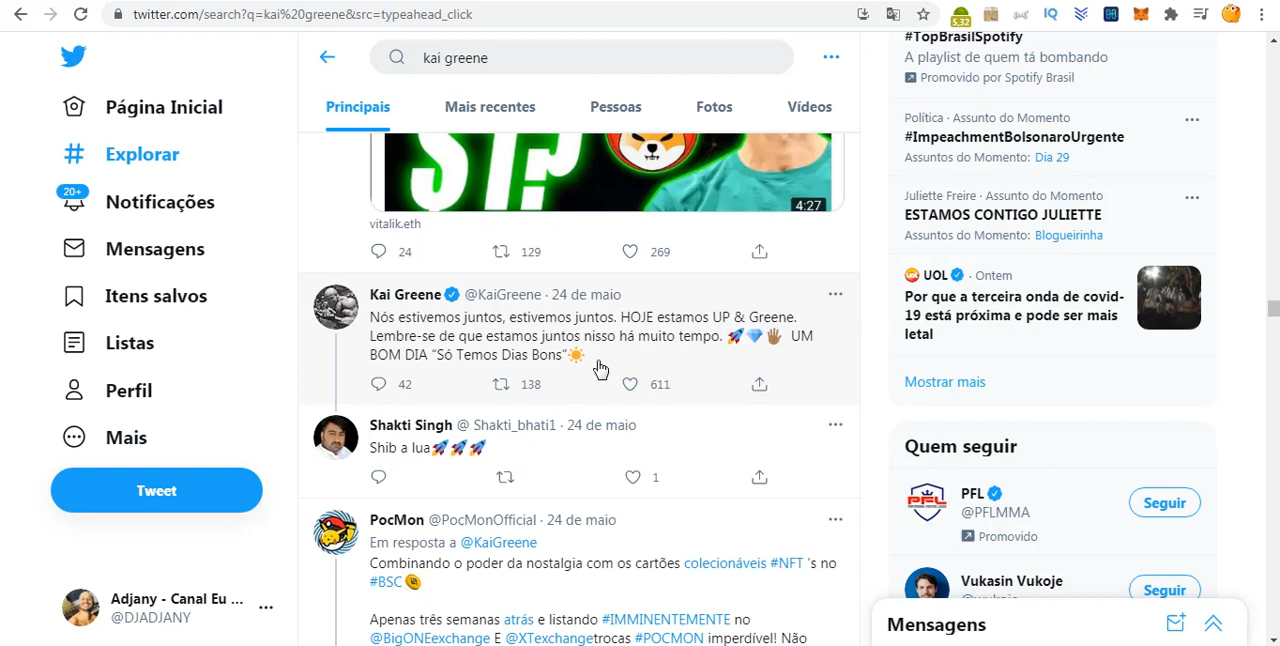 twitter.com/search?q=kai%20greene&src=typeahead_click
5,32
IQ
kai greene
Página Inicial
Explorar
20+
Notificações
Mensagens
Itens salvos
Listas
Perfil
Mais
Tweet
Adjany - Canal Eu ...
@DJADJANY
Principais
Mais recentes
Pessoas
Fotos
Vídeos
4:27
vitalik.eth
24
129
269
Kai Greene @KaiGreene · 24 de maio
Nós estivemos juntos, estivemos juntos. HOJE estamos UP & Greene.
Lembre-se de que estamos juntos nisso há muito tempo. 🚀💎🖐🏽 UM
BOM DIA “Só Temos Dias Bons”☀️
42
138
611
Shakti Singh @ Shakti_bhati1 · 24 de maio
Shib a lua🚀🚀🚀
1
PocMon @PocMonOfficial · 24 de maio
Em resposta a @KaiGreene
Combinando o poder da nostalgia com os cartões colecionáveis #NFT 's no
#BSC
Apenas três semanas atrás e listando #IMMINENTEMENTE no
@BigONEexchange E @XTexchangetrocas #POCMON imperdível! Não
#TopBrasilSpotify
A playlist de quem tá bombando
Promovido por Spotify Brasil
Política · Assunto do Momento
#ImpeachmentBolsonaroUrgente
Assuntos do Momento: Dia 29
Juliette Freire · Assunto do Momento
ESTAMOS CONTIGO JULIETTE
Assuntos do Momento: Blogueirinha
UOL · Ontem
Por que a terceira onda de covid-
19 está próxima e pode ser mais
letal
Mostrar mais
Quem seguir
PFL
@PFLMMA
Promovido
Seguir
Vukasin Vukoje
Seguir
Mensagens